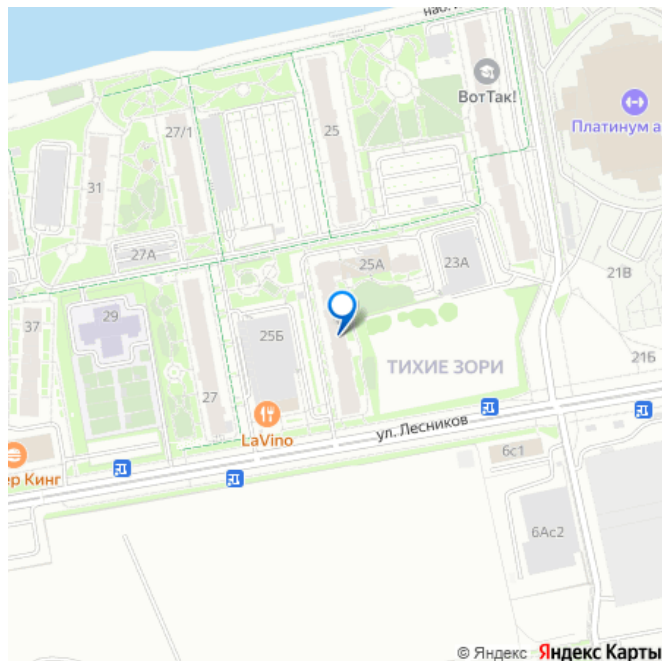 наб.
27/1
25
ВотТак!
Платинум а
31
27А
25А
23А
21В
37
29
25Б
ТИХИЕ ЗОРИ
21Б
27
LaVino
ул. Лесников
6с1
ер Кинг
6Ас2
© Яндекс Яндекс Карты